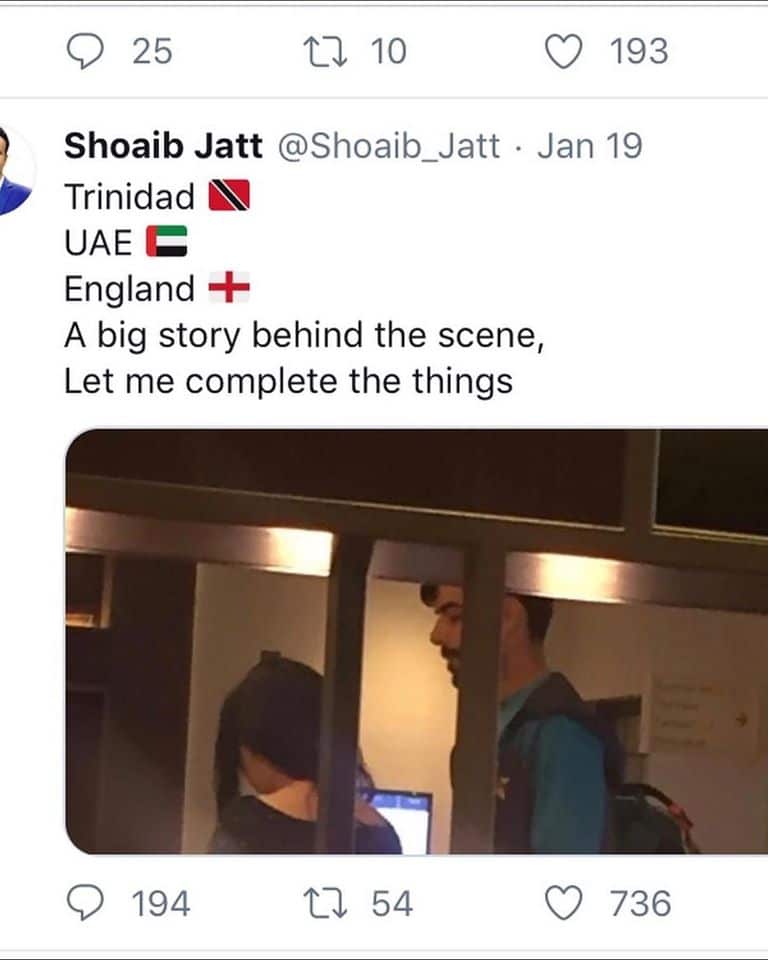 25 10 193
Shoaib Jatt @Shoaib_Jatt · Jan 19
Trinidad 🇹🇹
UAE 🇦🇪
England 🏴󠁧󠁢󠁥󠁮󠁧󠁿
A big story behind the scene,
Let me complete the things
194 54 736